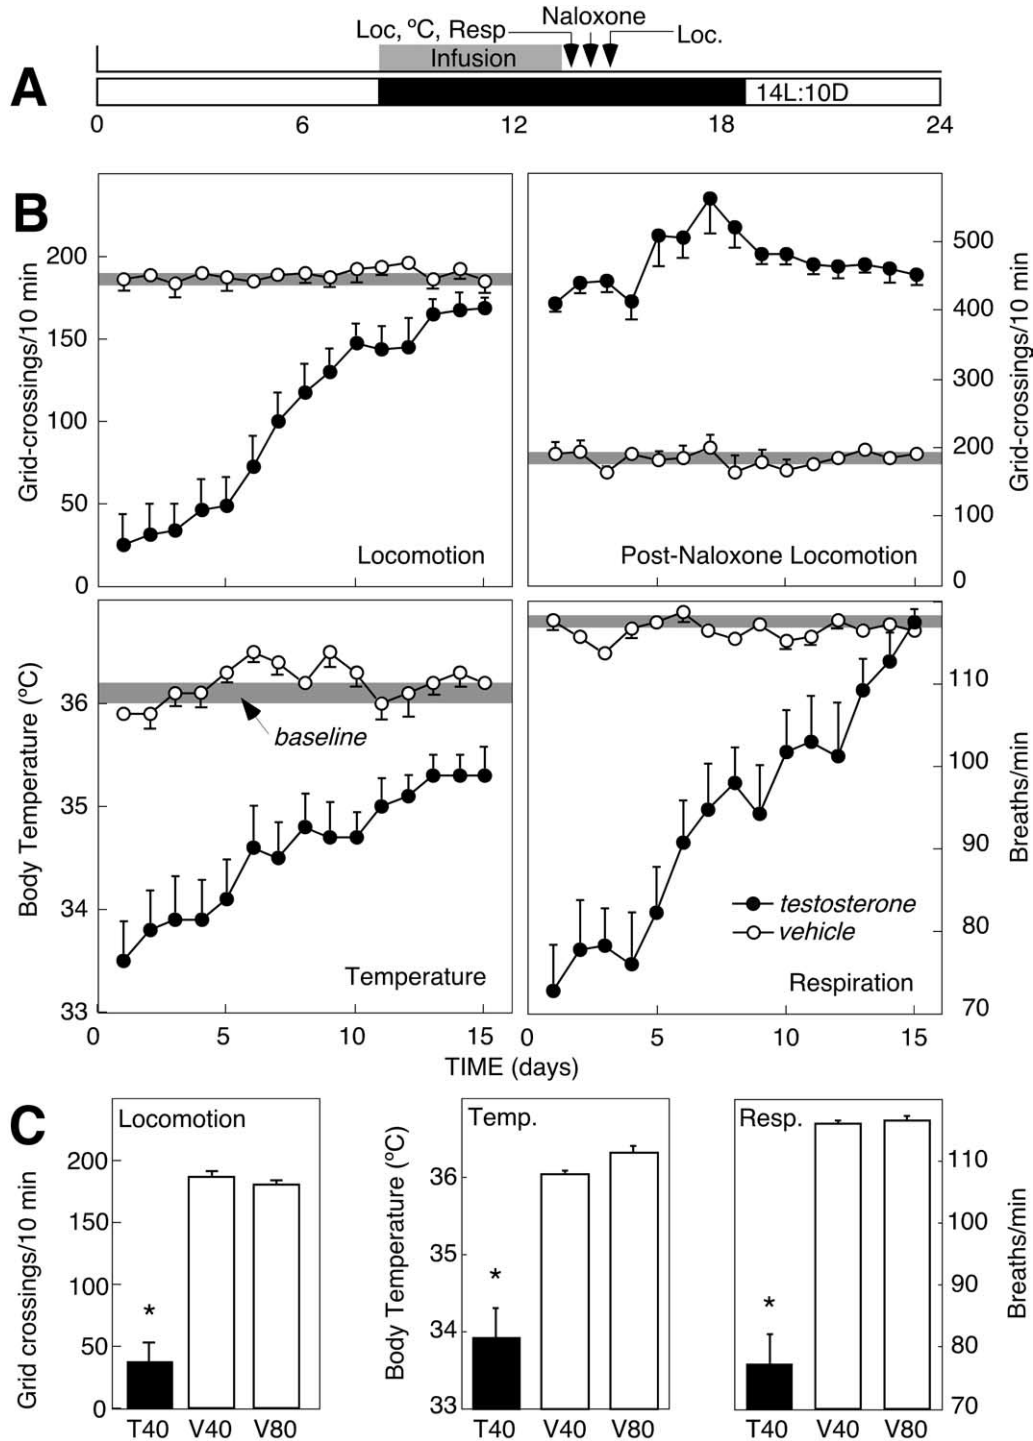 Naloxone
Loc, ºC, Resp
Loc.
Infusion
A
14L:10D
0 6 12 18 24
B
200
150
100
50
0
Grid-crossings/10 min
Locomotion
500
400
300
200
100
0
Grid-crossings/10 min
Post-Naloxone Locomotion
36
35
34
33
Body Temperature (ºC)
baseline
Temperature
0 5 10 15
110
100
90
80
70
Breaths/min
testosterone
vehicle
Respiration
0 5 10 15
TIME (days)
C
Locomotion
200
150
100
50
0
Grid crossings/10 min
*
T40 V40 V80
Temp.
36
35
34
33
Body Temperature (ºC)
*
T40 V40 V80
Resp.
110
100
90
80
70
Breaths/min
*
T40 V40 V80